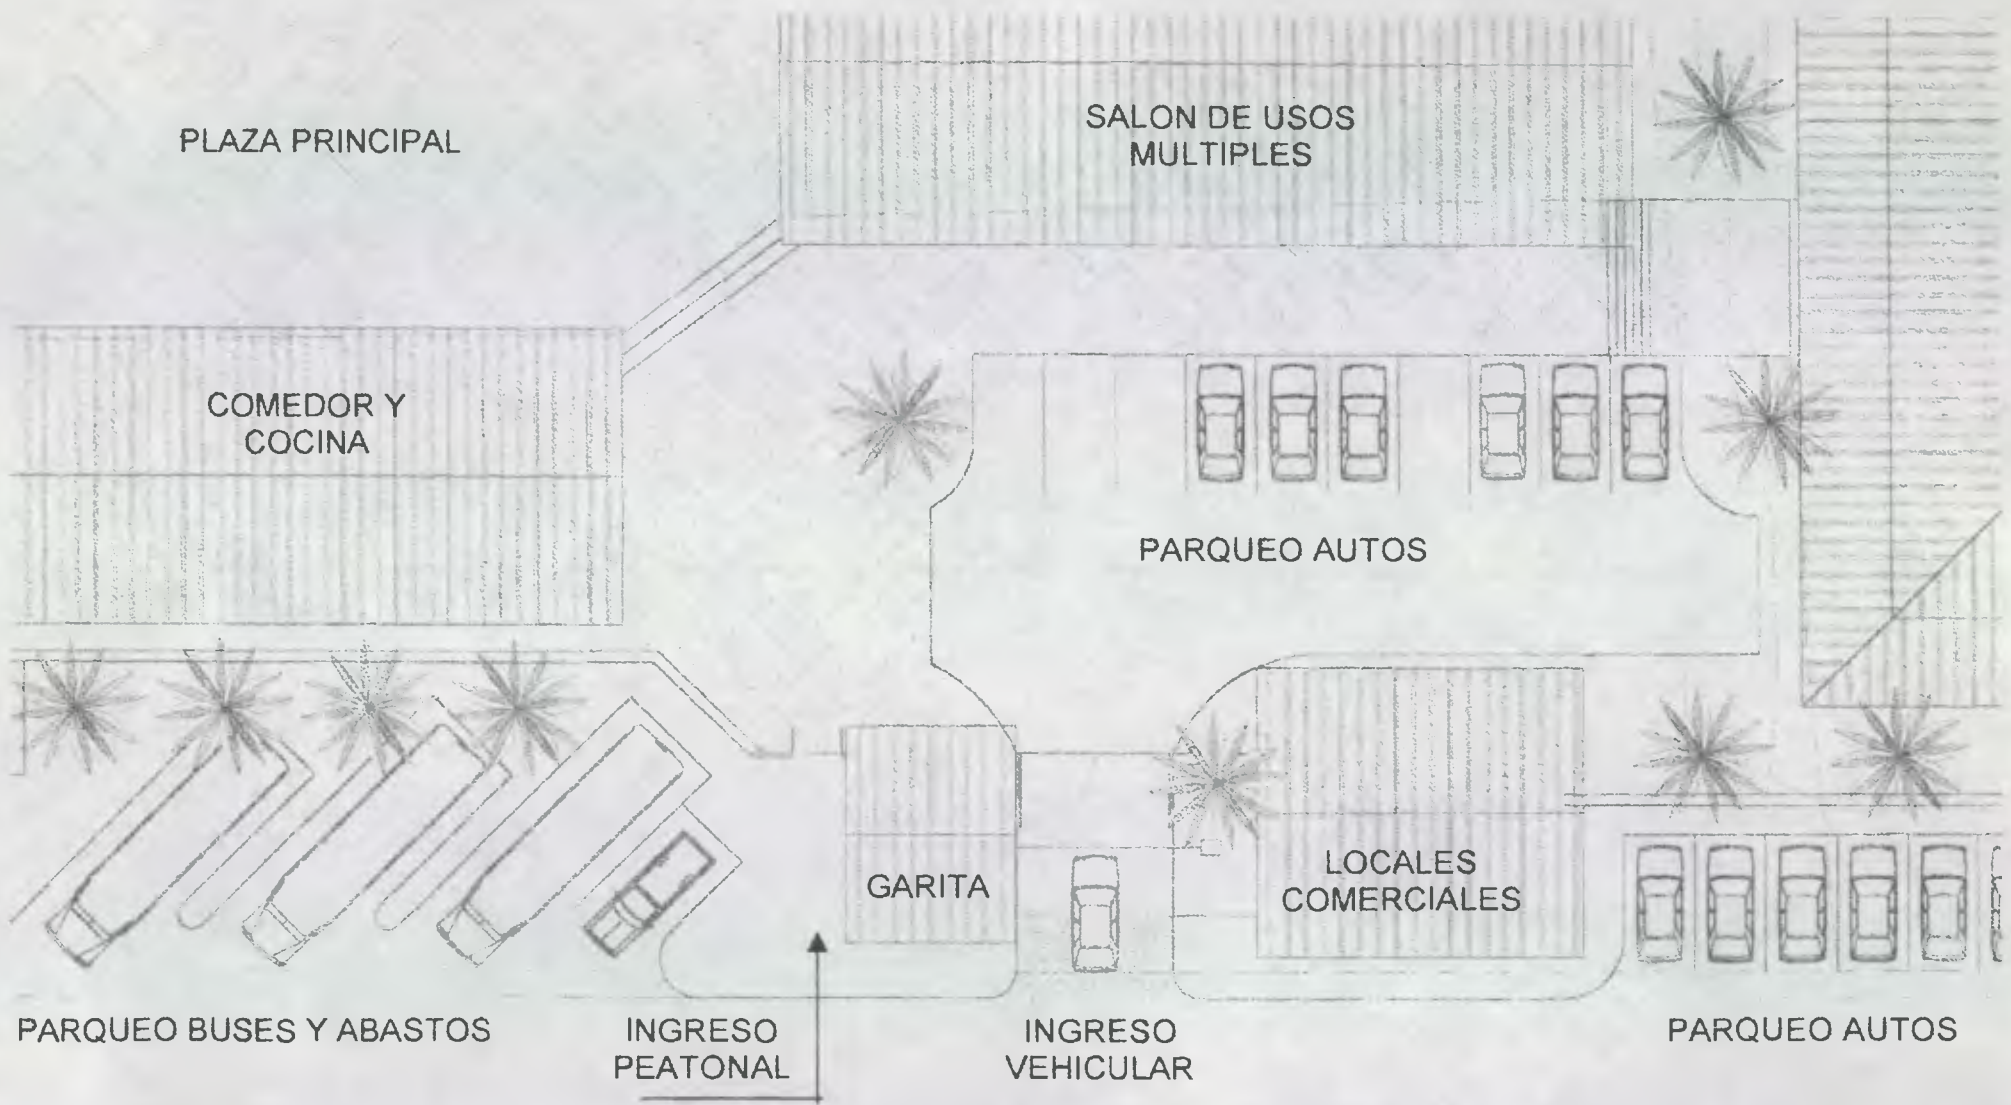 PLAZA PRINCIPAL
SALON DE USOS
MULTIPLES
COMEDOR Y
COCINA
PARQUEO AUTOS
GARITA
LOCALES
COMERCIALES
PARQUEO BUSES Y ABASTOS
INGRESO
PEATONAL
INGRESO
VEHICULAR
PARQUEO AUTOS